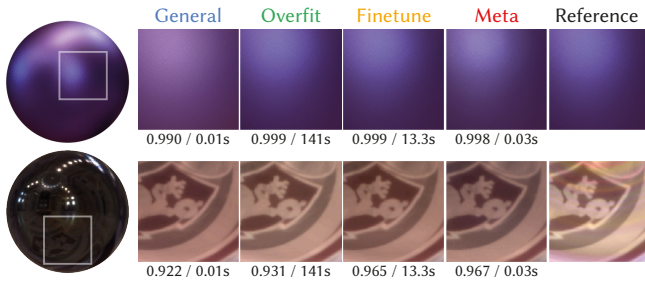 General Overfit Finetune Meta Reference
0.990 / 0.01s 0.999 / 141s 0.999 / 13.3s 0.998 / 0.03s
0.922 / 0.01s 0.931 / 141s 0.965 / 13.3s 0.967 / 0.03s